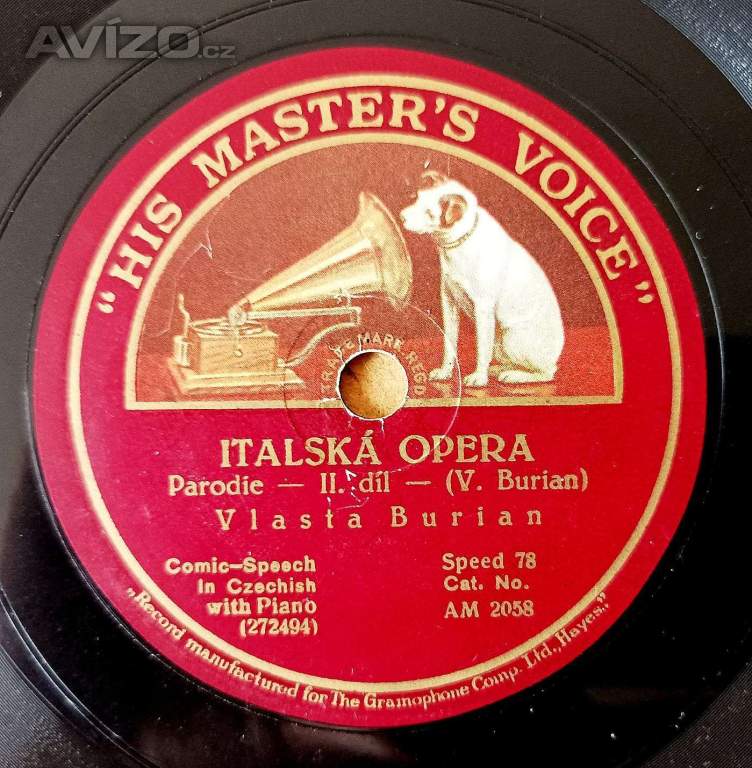 AVÍZO.cz
"HIS MASTER'S VOICE"
TRADE MARK REGD
ITALSKÁ OPERA
Parodie — II. díl — (V. Burian)
Vlasta Burian
Comic-Speech
In Czechish
with Piano
(272494)
Speed 78
Cat. No.
AM 2058
„Record manufactured for The Gramophone Comp. Ltd., Hayes."